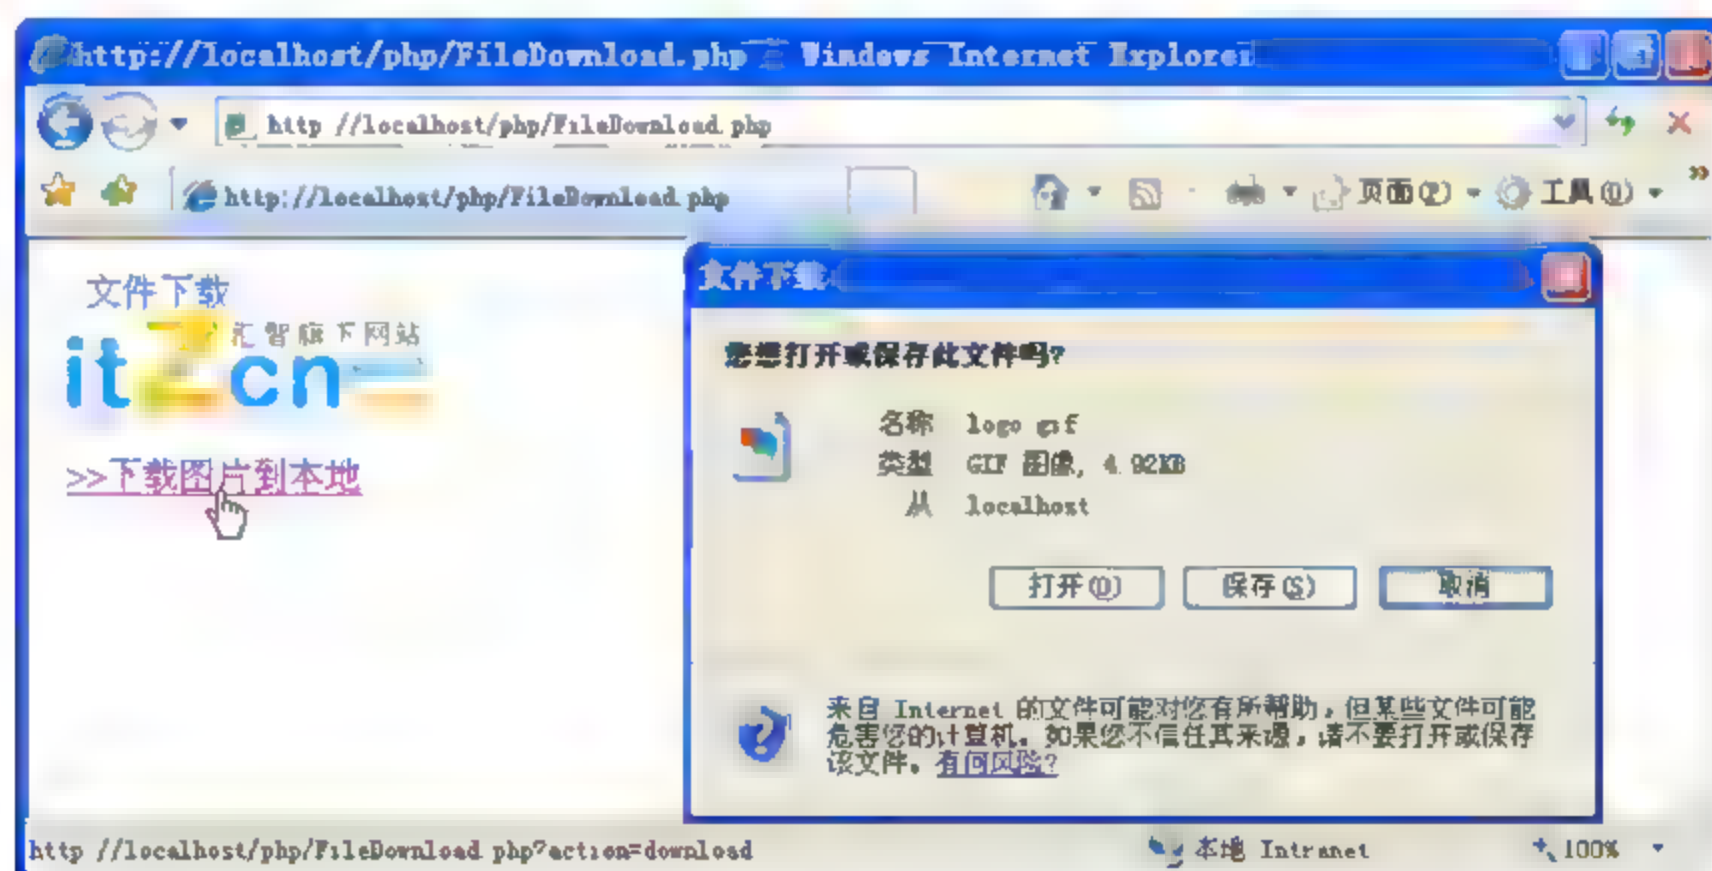 http://localhost/php/FileDownload.php - Windows Internet Explorer
http://localhost/php/FileDownload.php
http://localhost/php/FileDownload.php
页面(P)
工具(O)
文件下载
汇智旗下网站
itZcn
>>下载图片到本地
文件下载
您想打开或保存此文件吗?
名称 logo gif
类型 GIF 图像, 4.92KB
从 localhost
打开(O)
保存(S)
取消
来自 Internet 的文件可能对您有所帮助,但某些文件可能
危害您的计算机。如果您不信任其来源,请不要打开或保存
该文件。有何风险?
http://localhost/php/FileDownload.php?action=download
本地 Intranet
100%